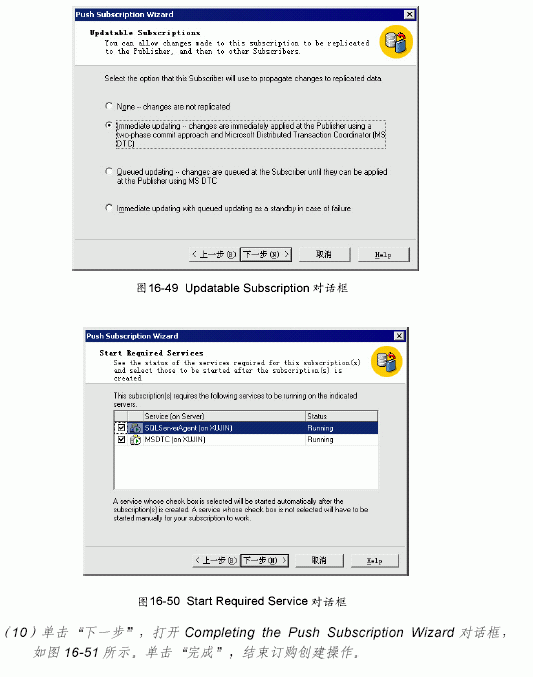 Push Subscription Wizard
Updatable Subscriptions
You can allow changes made to this subscription to be replicated
to the Publisher, and then to other Subscribers.
Select the option that this Subscriber will use to propagate changes to replicated data.
None -- changes are not replicated
Immediate updating -- changes are immediately applied at the Publisher using a
two-phase commit approach and Microsoft Distributed Transaction Coordinator (MS
DTC)
Queued updating -- changes are queued at the Subscriber until they can be applied
at the Publisher using MS DTC
Immediate updating with queued updating as a standby in case of failure
<上一步(B) 下一步(N) > 取消 Help
图16-49 Updatable Subscription 对话框
Push Subscription Wizard
Start Required Services
See the status of the services required for this subscription(s)
and select those to be started after the subscription(s) is
created.
This subscription(s) requires the following services to be running on the indicated
servers.
Service (on Server) Status
SQLServerAgent (on XUJIN) Running
MSDTC (on XUJIN) Running
A service whose check box is selected will be started automatically after the
subscription(s) is created. A service whose check box is not selected will have to be
started manually for your subscription to work.
<上一步(B) 下一步(N) > 取消 Help
图16-50 Start Required Service 对话框
（10）单击“下一步”，打开 Completing the Push Subscription Wizard 对话框，
如图 16-51 所示。单击“完成”，结束订购创建操作。